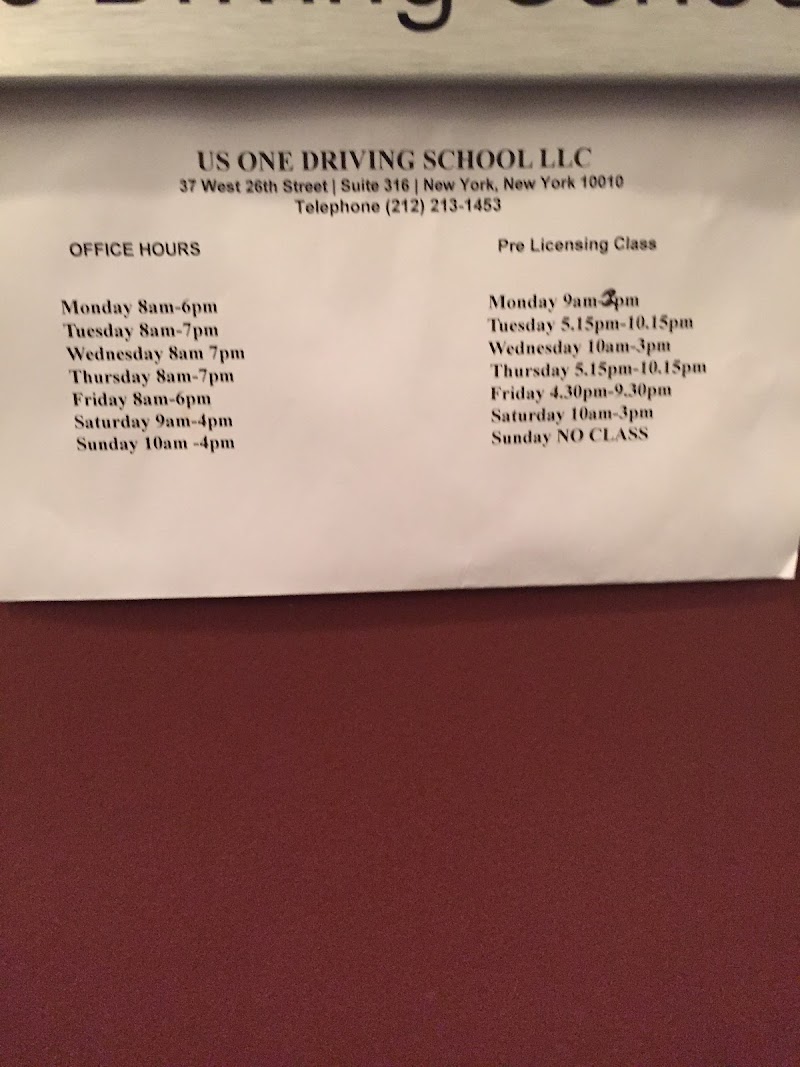 Driving School
US ONE DRIVING SCHOOL LLC
37 West 26th Street | Suite 316 | New York, New York 10010
Telephone (212) 213-1453
OFFICE HOURS
Monday 8am-6pm
Tuesday 8am-7pm
Wednesday 8am 7pm
Thursday 8am-7pm
Friday 8am-6pm
Saturday 9am-4pm
Sunday 10am -4pm
Pre Licensing Class
Monday 9am-
Tuesday 5.15pm-10.15pm
Wednesday 10am-3pm
Thursday 5.15pm-10.15pm
Friday 4.30pm-9.30pm
Saturday 10am-3pm
Sunday NO CLASS